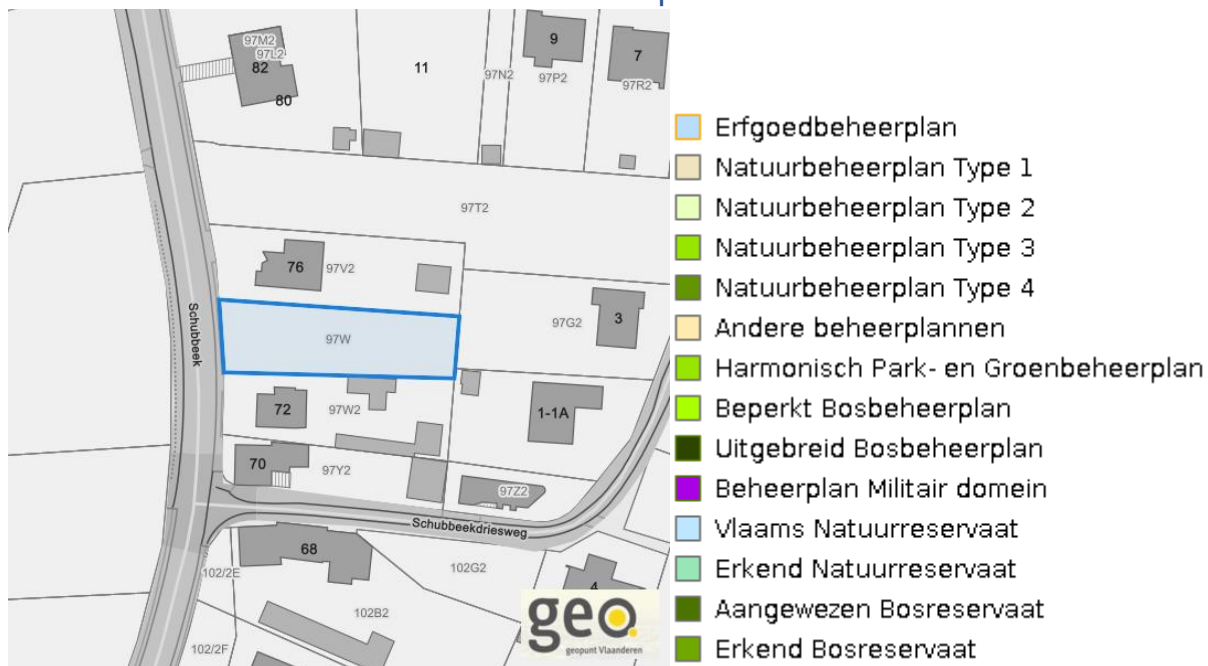 97M2
97L2
82
80
11
97N2
9
97P2
7
97R2
97T2
76
97V2
Schubbeek
97W
97G2
3
72
97W2
1-1A
70
97Y2
97Z2
Schubbeekdriesweg
68
102/2E
102G2
4
102B2
102/2F
geo
geopunt Vlaanderen
Erfgoedbeheerplan
Natuurbeheerplan Type 1
Natuurbeheerplan Type 2
Natuurbeheerplan Type 3
Natuurbeheerplan Type 4
Andere beheerplannen
Harmonisch Park- en Groenbeheerplan
Beperkt Bosbeheerplan
Uitgebreid Bosbeheerplan
Beheerplan Militair domein
Vlaams Natuurreservaat
Erkend Natuurreservaat
Aangewezen Bosreservaat
Erkend Bosreservaat